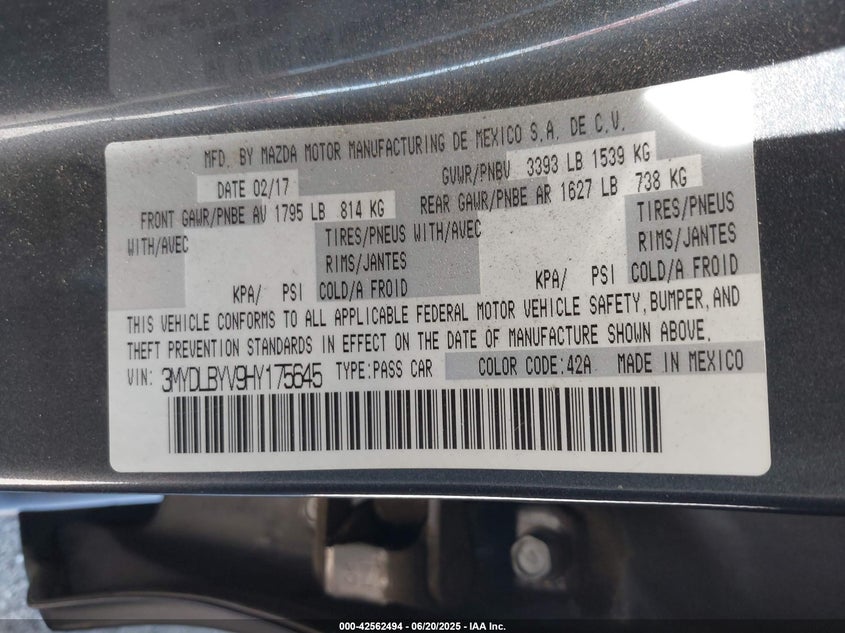 MFD. BY MAZDA MOTOR MANUFACTURING DE MEXICO S.A. DE C.V.
DATE 02/17 GVWR/PNBV 3393 LB 1539 KG
FRONT GAWR/PNBE AV 1795 LB 814 KG REAR GAWR/PNBE AR 1627 LB 738 KG
WITH/AVEC TIRES/PNEUS WITH/AVEC TIRES/PNEUS
RIMS/JANTES RIMS/JANTES
KPA/ PSI COLD/A FROID KPA/ PSI COLD/A FROID
THIS VEHICLE CONFORMS TO ALL APPLICABLE FEDERAL MOTOR VEHICLE SAFETY, BUMPER, AND
THEFT PREVENTION STANDARDS IN EFFECT ON THE DATE OF MANUFACTURE SHOWN ABOVE.
VIN: 3MYDLBYV9HY175645 TYPE:PASS CAR COLOR CODE:42A MADE IN MEXICO
000-42562494 - 06/20/2025 - IAA Inc.